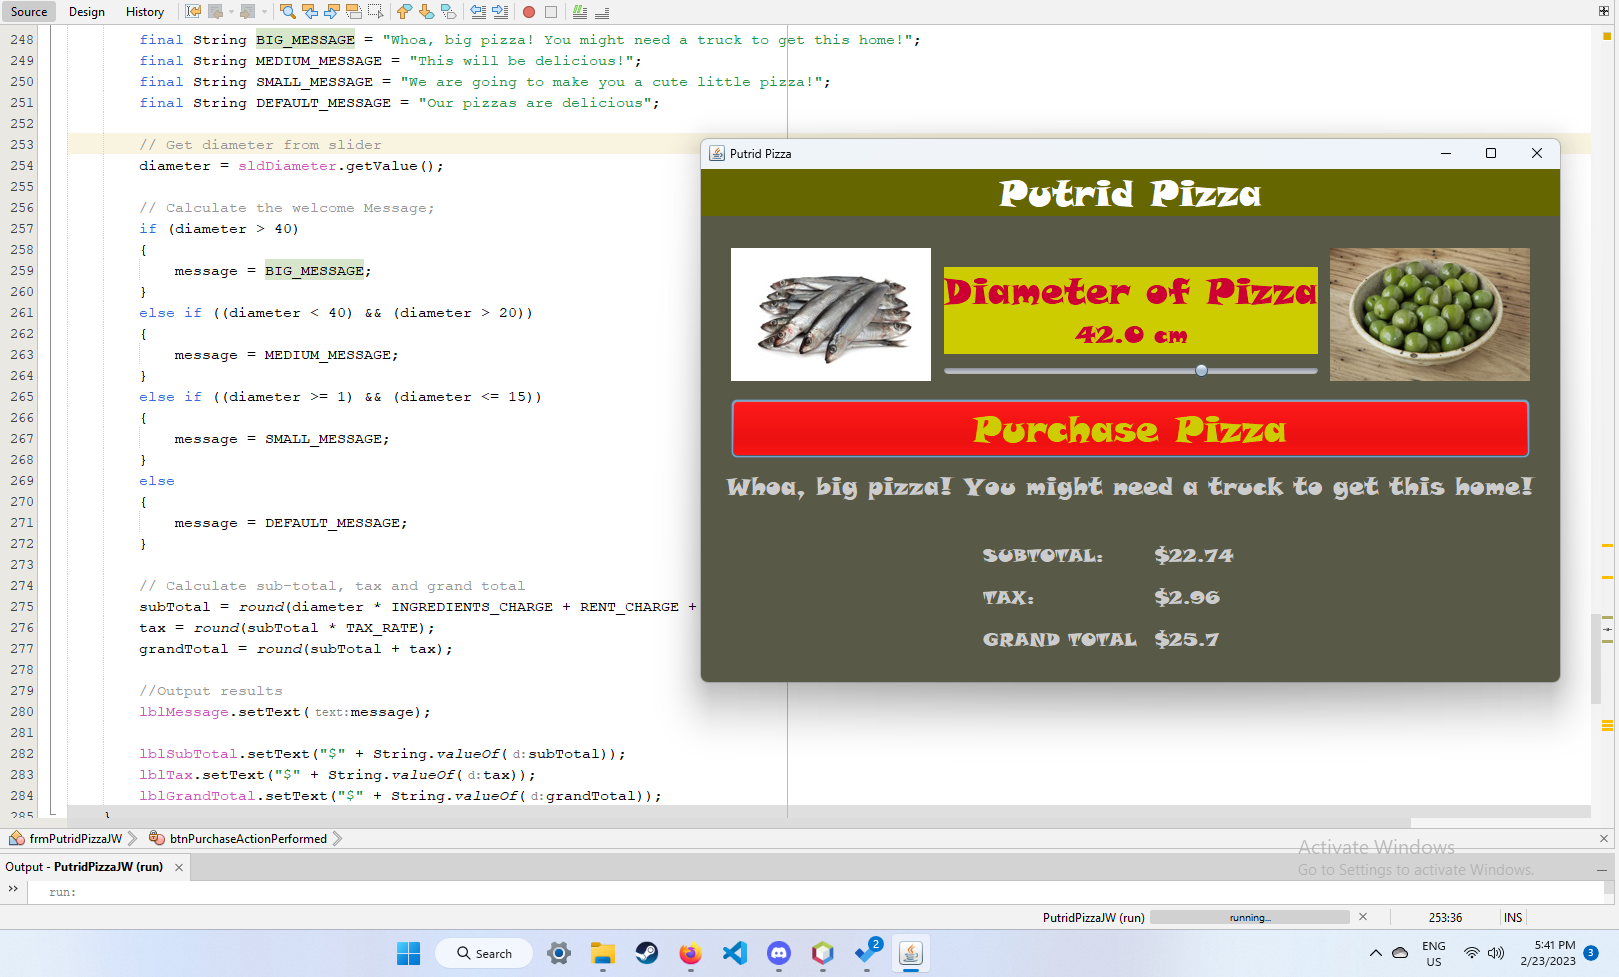 Source Design History
248 final String BIG_MESSAGE = "Whoa, big pizza! You might need a truck to get this home!";
249 final String MEDIUM_MESSAGE = "This will be delicious!";
250 final String SMALL_MESSAGE = "We are going to make you a cute little pizza!";
251 final String DEFAULT_MESSAGE = "Our pizzas are delicious";
252
253 // Get diameter from slider
254 diameter = sldDiameter.getValue();
255
256 // Calculate the welcome Message;
257 if (diameter > 40)
258 {
259 message = BIG_MESSAGE;
260 }
261 else if ((diameter < 40) && (diameter > 20))
262 {
263 message = MEDIUM_MESSAGE;
264 }
265 else if ((diameter >= 1) && (diameter <= 15))
266 {
267 message = SMALL_MESSAGE;
268 }
269 else
270 {
271 message = DEFAULT_MESSAGE;
272 }
273
274 // Calculate sub-total, tax and grand total
275 subTotal = round(diameter * INGREDIENTS_CHARGE + RENT_CHARGE +
276 tax = round(subTotal * TAX_RATE);
277 grandTotal = round(subTotal + tax);
278
279 //Output results
280 lblMessage.setText( text:message);
281
282 lblSubTotal.setText("$" + String.valueOf( d:subTotal));
283 lblTax.setText("$" + String.valueOf( d:tax));
284 lblGrandTotal.setText("$" + String.valueOf( d:grandTotal));
285 }
Putrid Pizza
Putrid Pizza
Diameter of Pizza
42.0 cm
Purchase Pizza
Whoa, big pizza! You might need a truck to get this home!
SUBTOTAL: $22.74
TAX: $2.96
GRAND TOTAL $25.7
frmPutridPizzaJW btnPurchaseActionPerformed
Activate Windows
Go to Settings to activate Windows.
Output - PutridPizzaJW (run)
run:
PutridPizzaJW (run) running... 253:36 INS
Search 2 ENG US 5:41 PM 2/23/2023 3